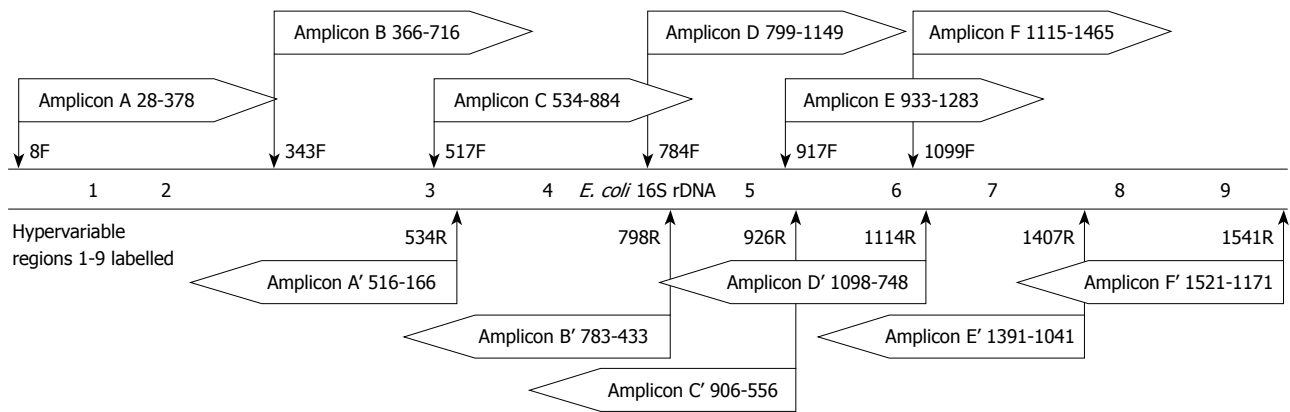 Amplicon B 366-716
Amplicon D 799-1149
Amplicon F 1115-1465
Amplicon A 28-378
Amplicon C 534-884
Amplicon E 933-1283
8F
343F
517F
784F
917F
1099F
1 2 3 4 E. coli 16S rDNA 5 6 7 8 9
Hypervariable
regions 1-9 labelled
534R
798R
926R
1114R
1407R
1541R
Amplicon A′ 516-166
Amplicon D′ 1098-748
Amplicon F′ 1521-1171
Amplicon B′ 783-433
Amplicon E′ 1391-1041
Amplicon C′ 906-556